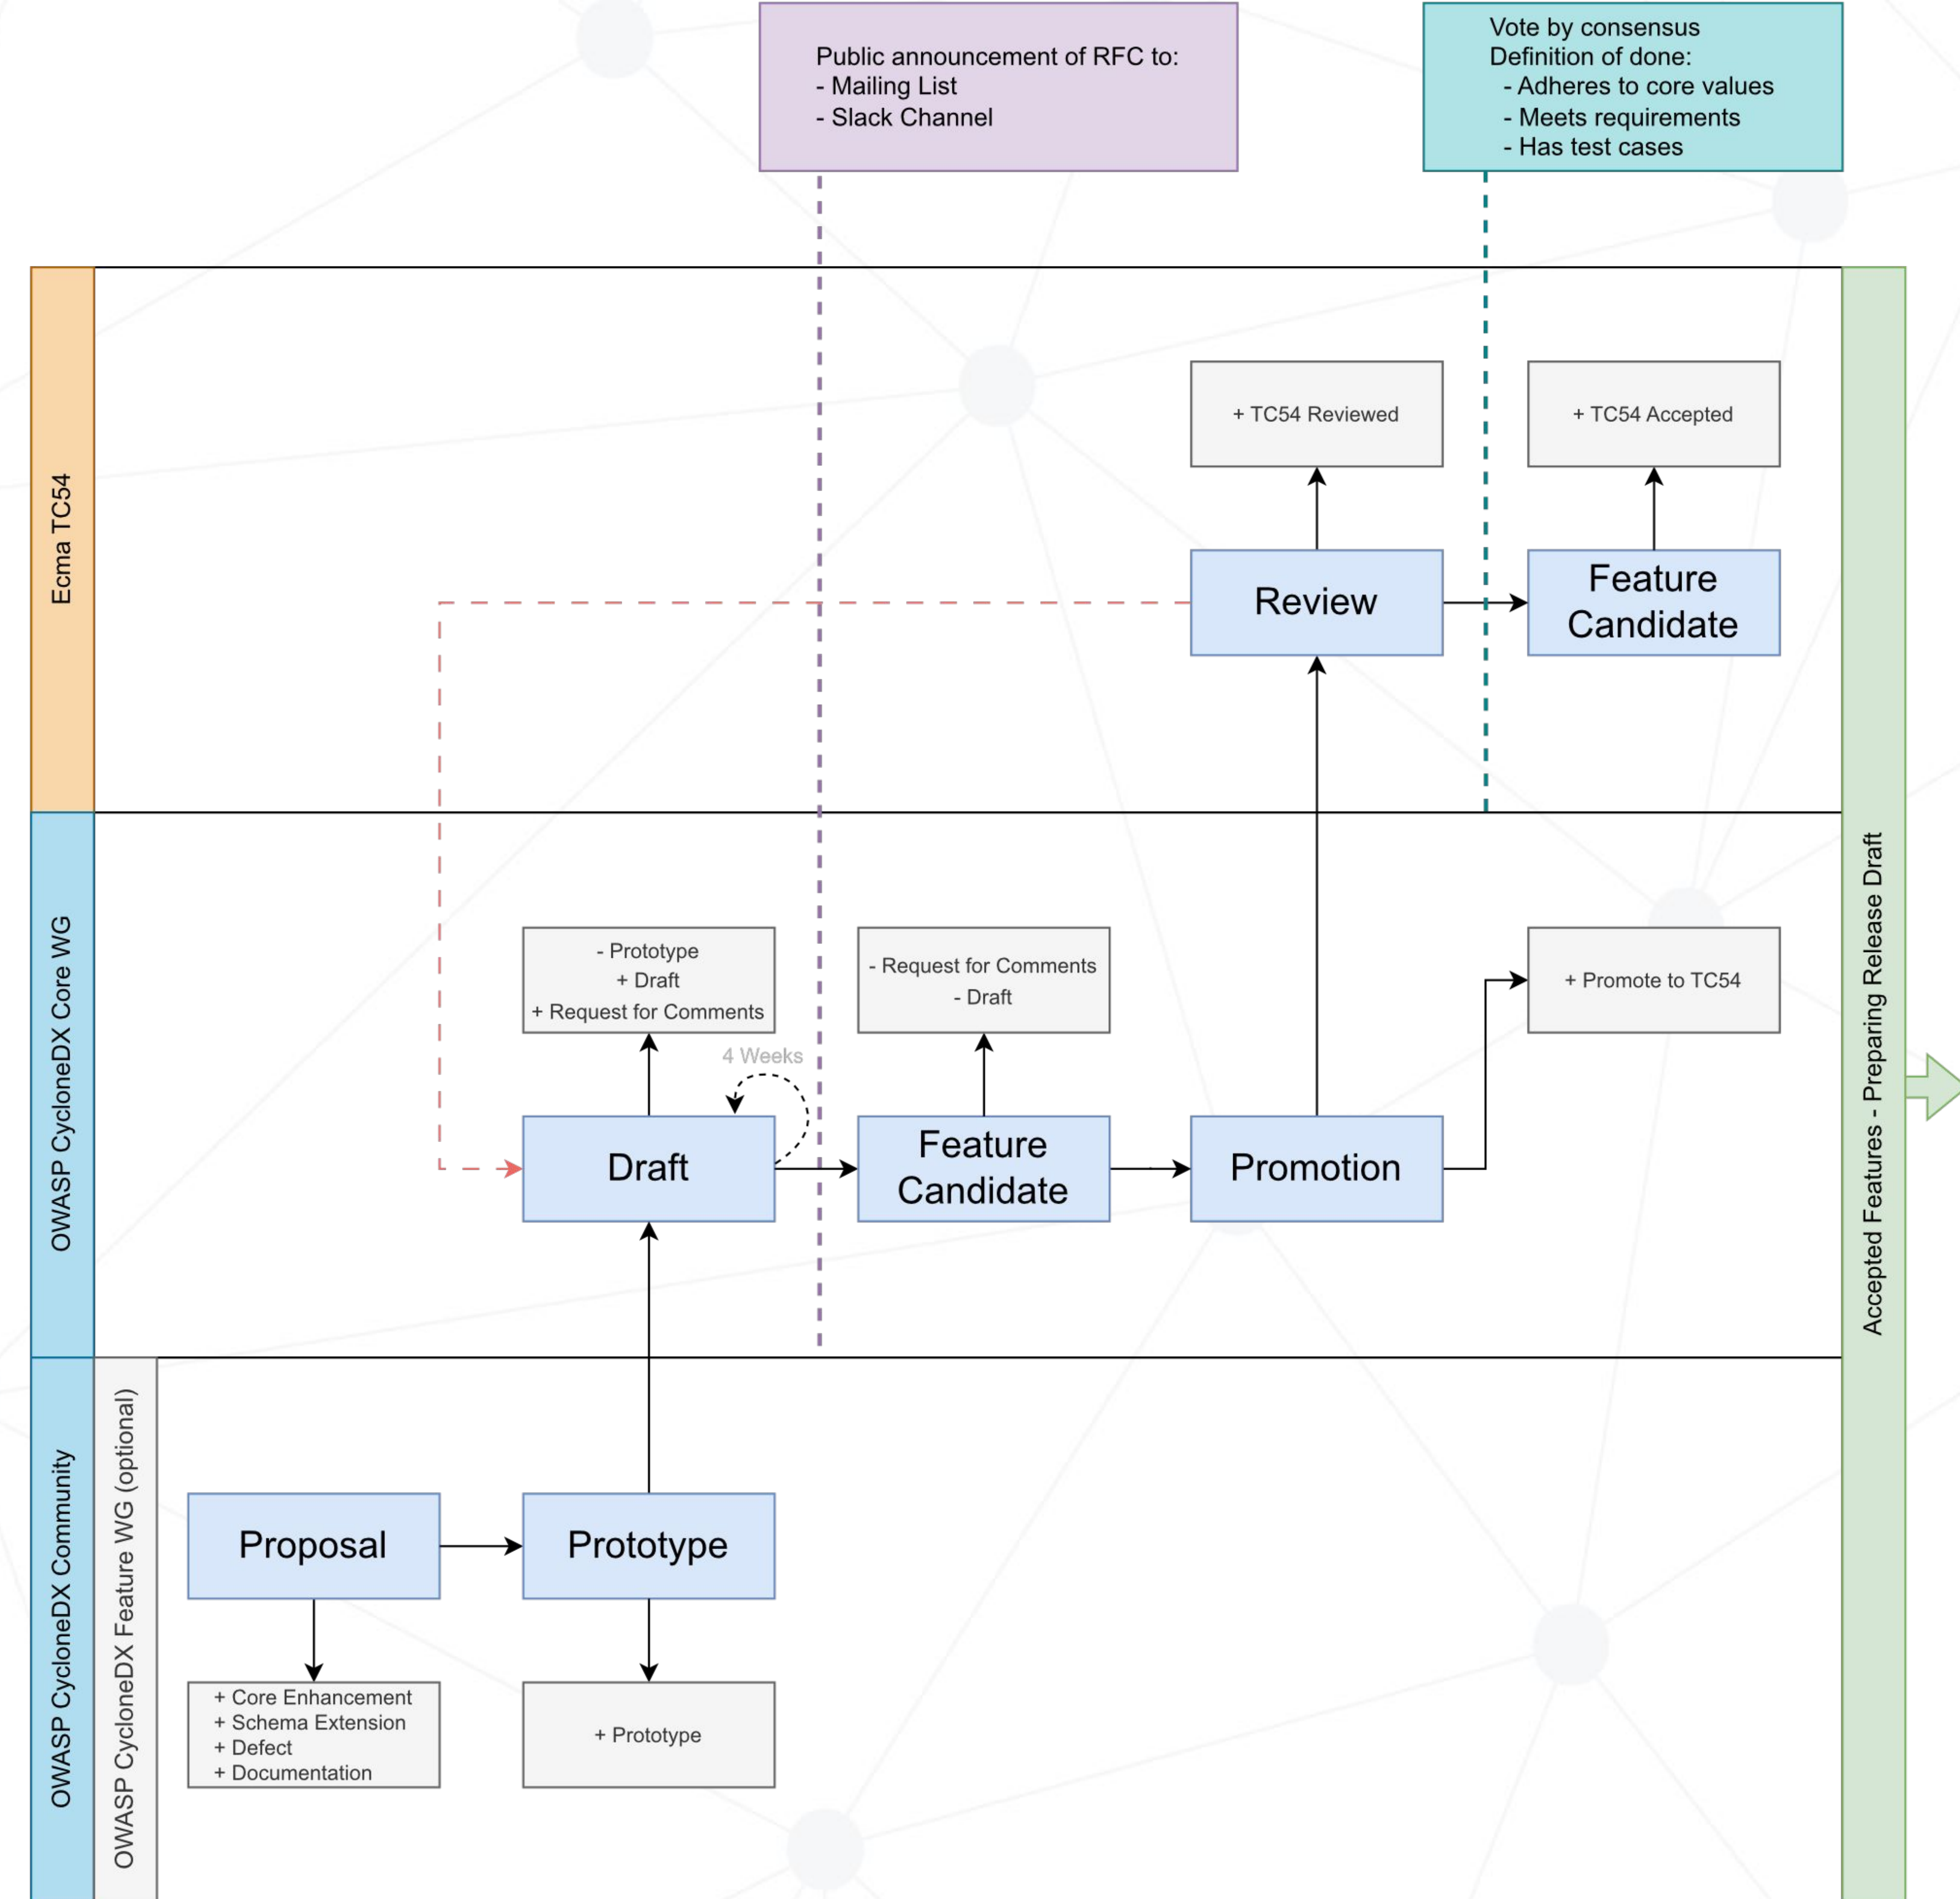 Public announcement of RFC to:
- Mailing List
- Slack Channel
Vote by consensus
Definition of done:
- Adheres to core values
- Meets requirements
- Has test cases
Ecma TC54
+ TC54 Reviewed
+ TC54 Accepted
Review
Feature
Candidate
OWASP CycloneDX Core WG
- Prototype
+ Draft
+ Request for Comments
- Request for Comments
- Draft
+ Promote to TC54
4 Weeks
Draft
Feature
Candidate
Promotion
Accepted Features - Preparing Release Draft
OWASP CycloneDX Community
OWASP CycloneDX Feature WG (optional)
Proposal
Prototype
+ Core Enhancement
+ Schema Extension
+ Defect
+ Documentation
+ Prototype